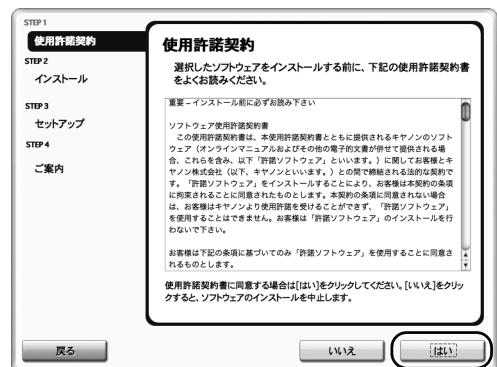 STEP 1
使用許諾契約
STEP 2
インストール
STEP 3
セットアップ
STEP 4
ご案内
使用許諾契約
選択したソフトウェアをインストールする前に、下記の使用許諾契約書
をよくお読みください。
重要 – インストール前に必ずお読み下さい
ソフトウェア使用許諾契約書
この使用許諾契約書は、本使用許諾契約書とともに提供されるキヤノンのソフト
ウェア（オンラインマニュアルおよびその他の電子的文書が併せて提供される場
合、これらを含み、以下「許諾ソフトウェア」といいます。）に関してお客様とキ
ヤノン株式会社（以下、キヤノンといいます。）との間で締結される法的な契約で
す。「許諾ソフトウェア」をインストールすることにより、お客様は本契約の条項
に拘束されることに同意されたものとします。本契約の条項に同意されない場合
は、お客様はキヤノンより使用許諾を受けることができず、「許諾ソフトウェア」
を使用することはできません。お客様は「許諾ソフトウェア」のインストールを行
わないで下さい。
お客様は下記の条項に基づいてのみ「許諾ソフトウェア」を使用することに同意さ
れるものとします。
使用許諾契約書に同意する場合は[はい]をクリックしてください。[いいえ]をクリッ
クすると、ソフトウェアのインストールを中止します。
戻る
いいえ
はい